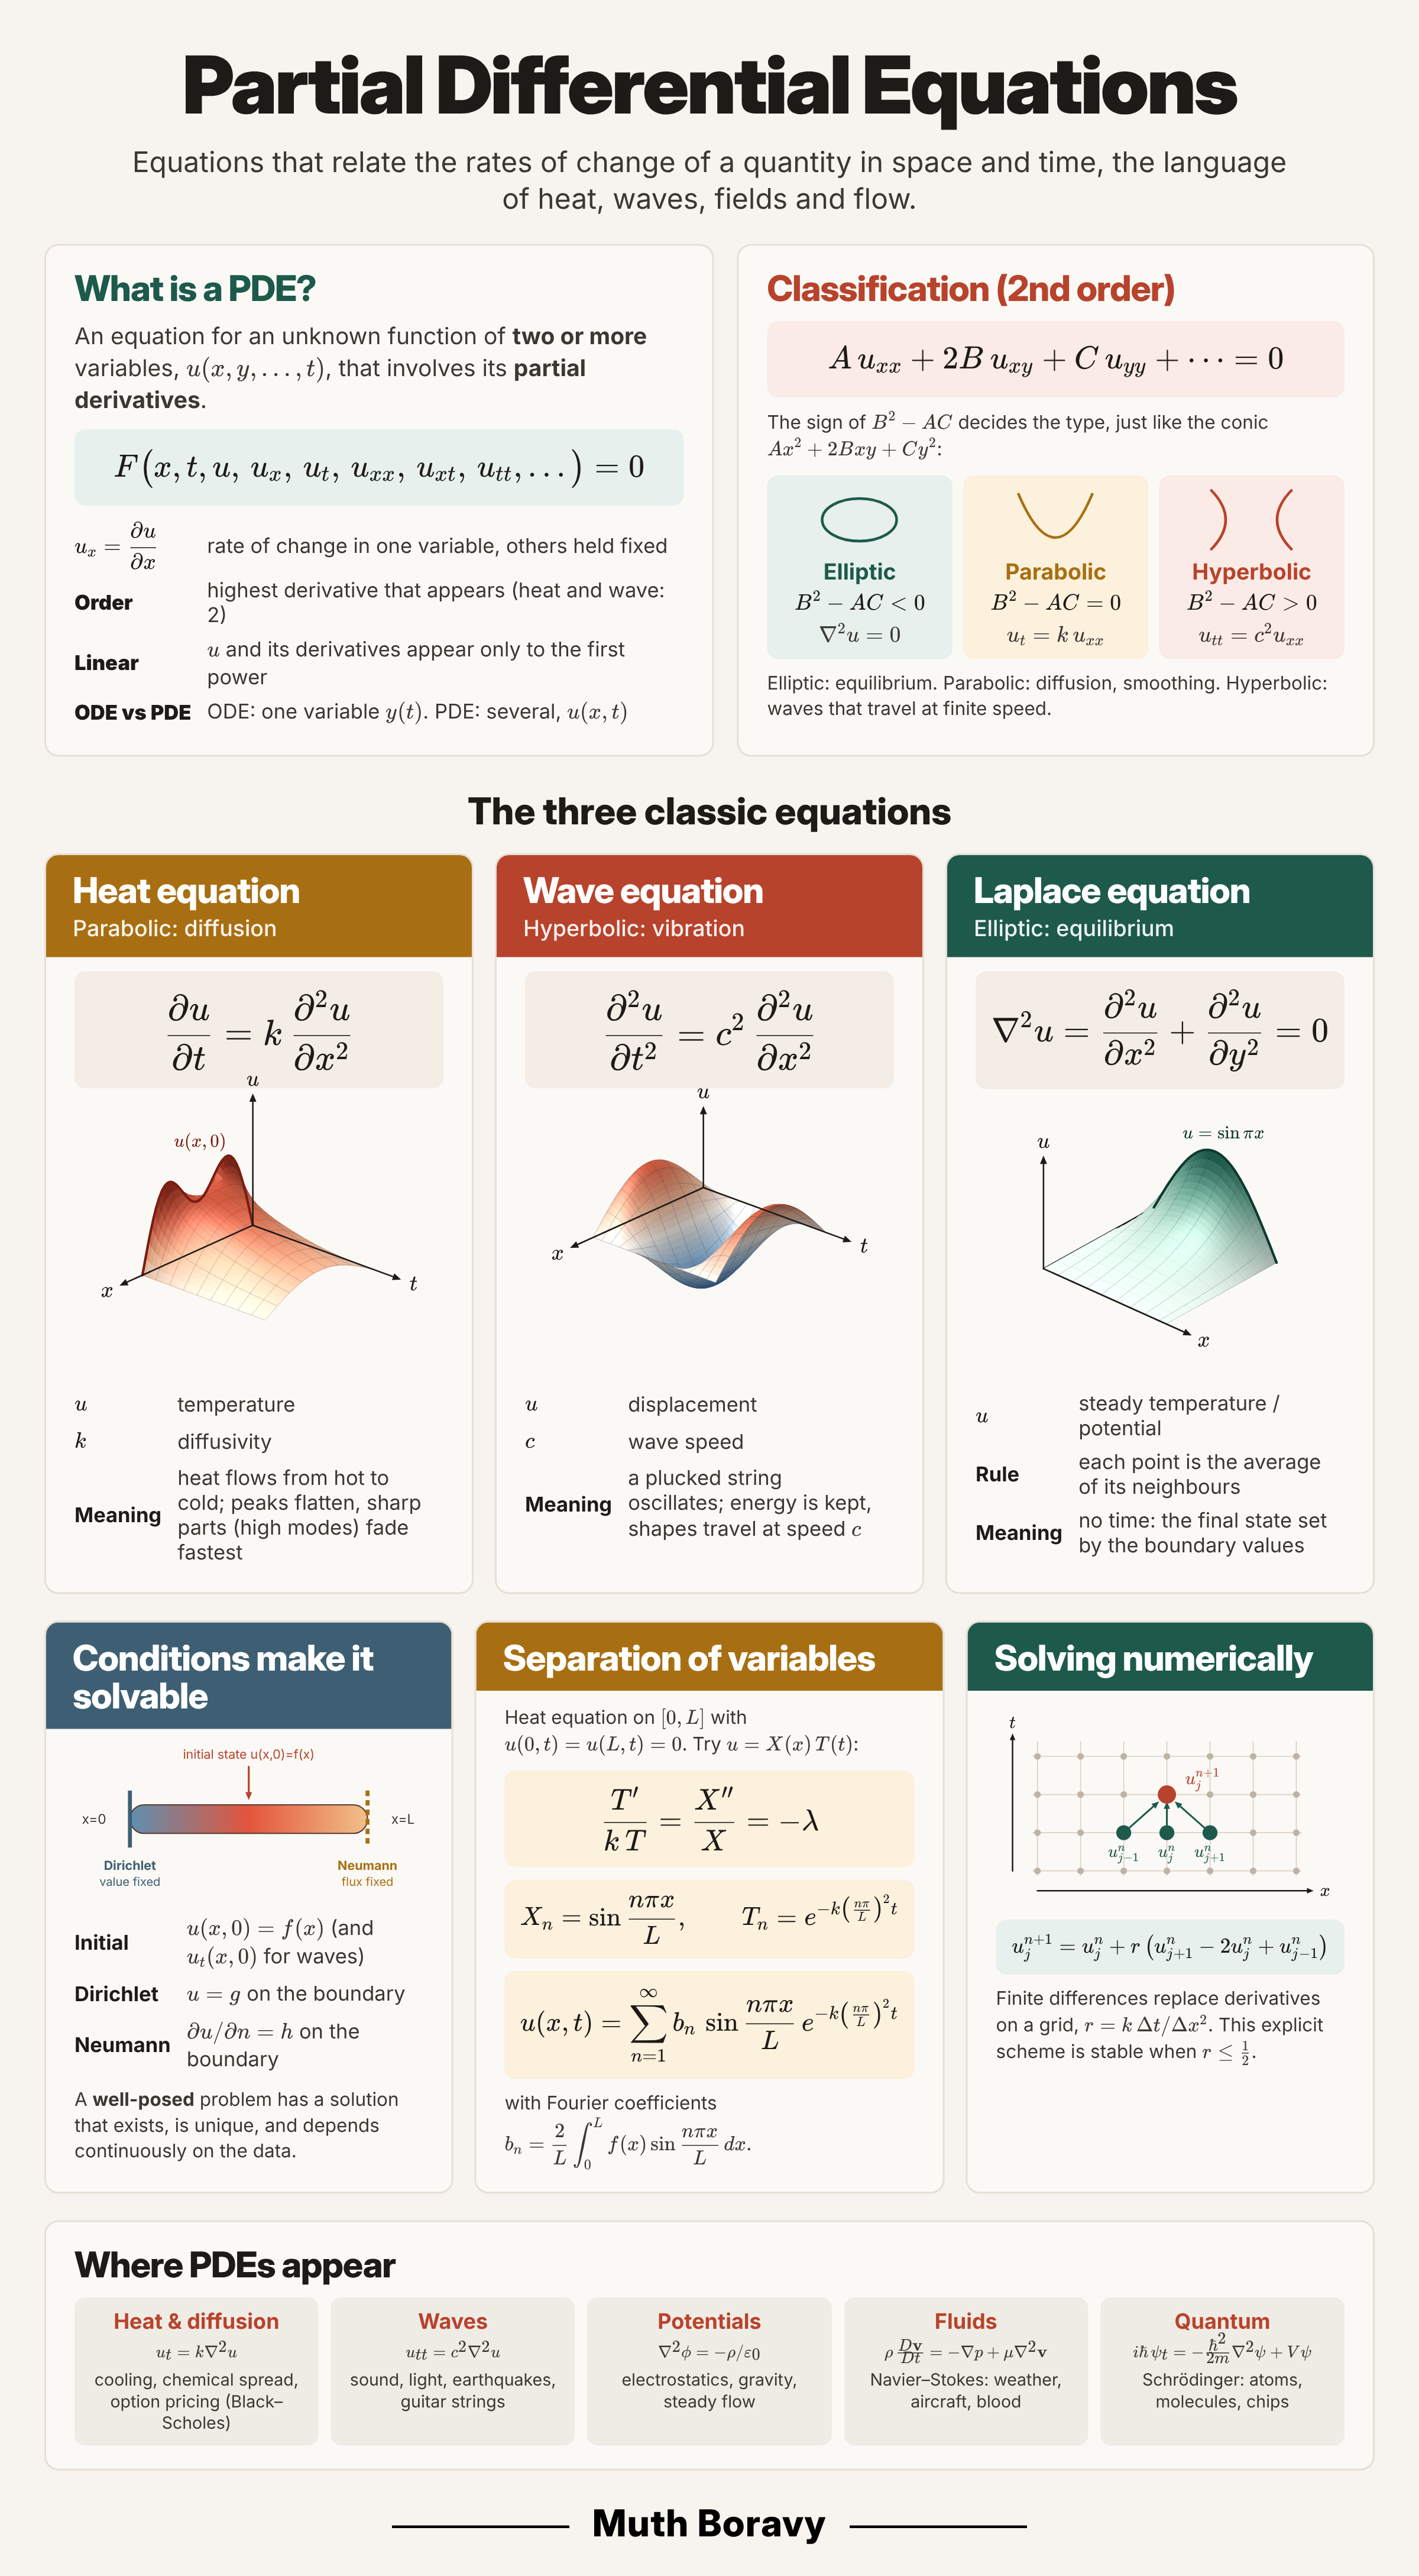 Partial Differential Equations
Equations that relate the rates of change of a quantity in space and time, the language
of heat, waves, fields and flow.
What is a PDE?
An equation for an unknown function of two or more
variables, u(x, y, …, t), that involves its partial
derivatives.
F(x, t, u, u_x, u_t, u_xx, u_xt, u_tt, …) = 0
u_x = ∂u/∂x rate of change in one variable, others held fixed
Order highest derivative that appears (heat and wave:
2)
Linear u and its derivatives appear only to the first
power
ODE vs PDE ODE: one variable y(t). PDE: several, u(x, t)
Classification (2nd order)
A u_xx + 2B u_xy + C u_yy + ⋯ = 0
The sign of B² − AC decides the type, just like the conic
Ax² + 2Bxy + Cy²:
Elliptic
B² − AC < 0
∇²u = 0
Parabolic
B² − AC = 0
u_t = k u_xx
Hyperbolic
B² − AC > 0
u_tt = c²u_xx
Elliptic: equilibrium. Parabolic: diffusion, smoothing. Hyperbolic:
waves that travel at finite speed.
The three classic equations
Heat equation
Parabolic: diffusion
∂u/∂t = k ∂²u/∂x²
u
u(x, 0)
x
t
u temperature
k diffusivity
Meaning heat flows from hot to
cold; peaks flatten, sharp
parts (high modes) fade
fastest
Wave equation
Hyperbolic: vibration
∂²u/∂t² = c² ∂²u/∂x²
u
x
t
u displacement
c wave speed
Meaning a plucked string
oscillates; energy is kept,
shapes travel at speed c
Laplace equation
Elliptic: equilibrium
∇²u = ∂²u/∂x² + ∂²u/∂y² = 0
u = sin πx
u
x
u steady temperature /
potential
Rule each point is the average
of its neighbours
Meaning no time: the final state set
by the boundary values
Conditions make it
solvable
initial state u(x,0)=f(x)
x=0
x=L
Dirichlet
value fixed
Neumann
flux fixed
Initial u(x, 0) = f(x) (and
u_t(x, 0) for waves)
Dirichlet u = g on the boundary
Neumann ∂u/∂n = h on the
boundary
A well-posed problem has a solution
that exists, is unique, and depends
continuously on the data.
Separation of variables
Heat equation on [0, L] with
u(0, t) = u(L, t) = 0. Try u = X(x) T(t):
T′/(k T) = X″/X = −λ
X_n = sin nπx/L, T_n = e^{−k(nπ/L)² t}
u(x, t) = ∑_{n=1}^{∞} b_n sin nπx/L e^{−k(nπ/L)² t}
with Fourier coefficients
b_n = 2/L ∫_0^L f(x) sin nπx/L dx.
Solving numerically
t
u_j^{n+1}
u_{j−1}^n u_j^n u_{j+1}^n
x
u_j^{n+1} = u_j^n + r (u_{j+1}^n − 2u_j^n + u_{j−1}^n)
Finite differences replace derivatives
on a grid, r = k Δt/Δx². This explicit
scheme is stable when r ≤ 1/2.
Where PDEs appear
Heat & diffusion
u_t = k∇²u
cooling, chemical spread,
option pricing (Black–
Scholes)
Waves
u_tt = c²∇²u
sound, light, earthquakes,
guitar strings
Potentials
∇²ϕ = −ρ/ε₀
electrostatics, gravity,
steady flow
Fluids
ρ Dv/Dt = −∇p + μ∇²v
Navier–Stokes: weather,
aircraft, blood
Quantum
iℏψ_t = −ℏ²/2m ∇²ψ + Vψ
Schrödinger: atoms,
molecules, chips
Muth Boravy